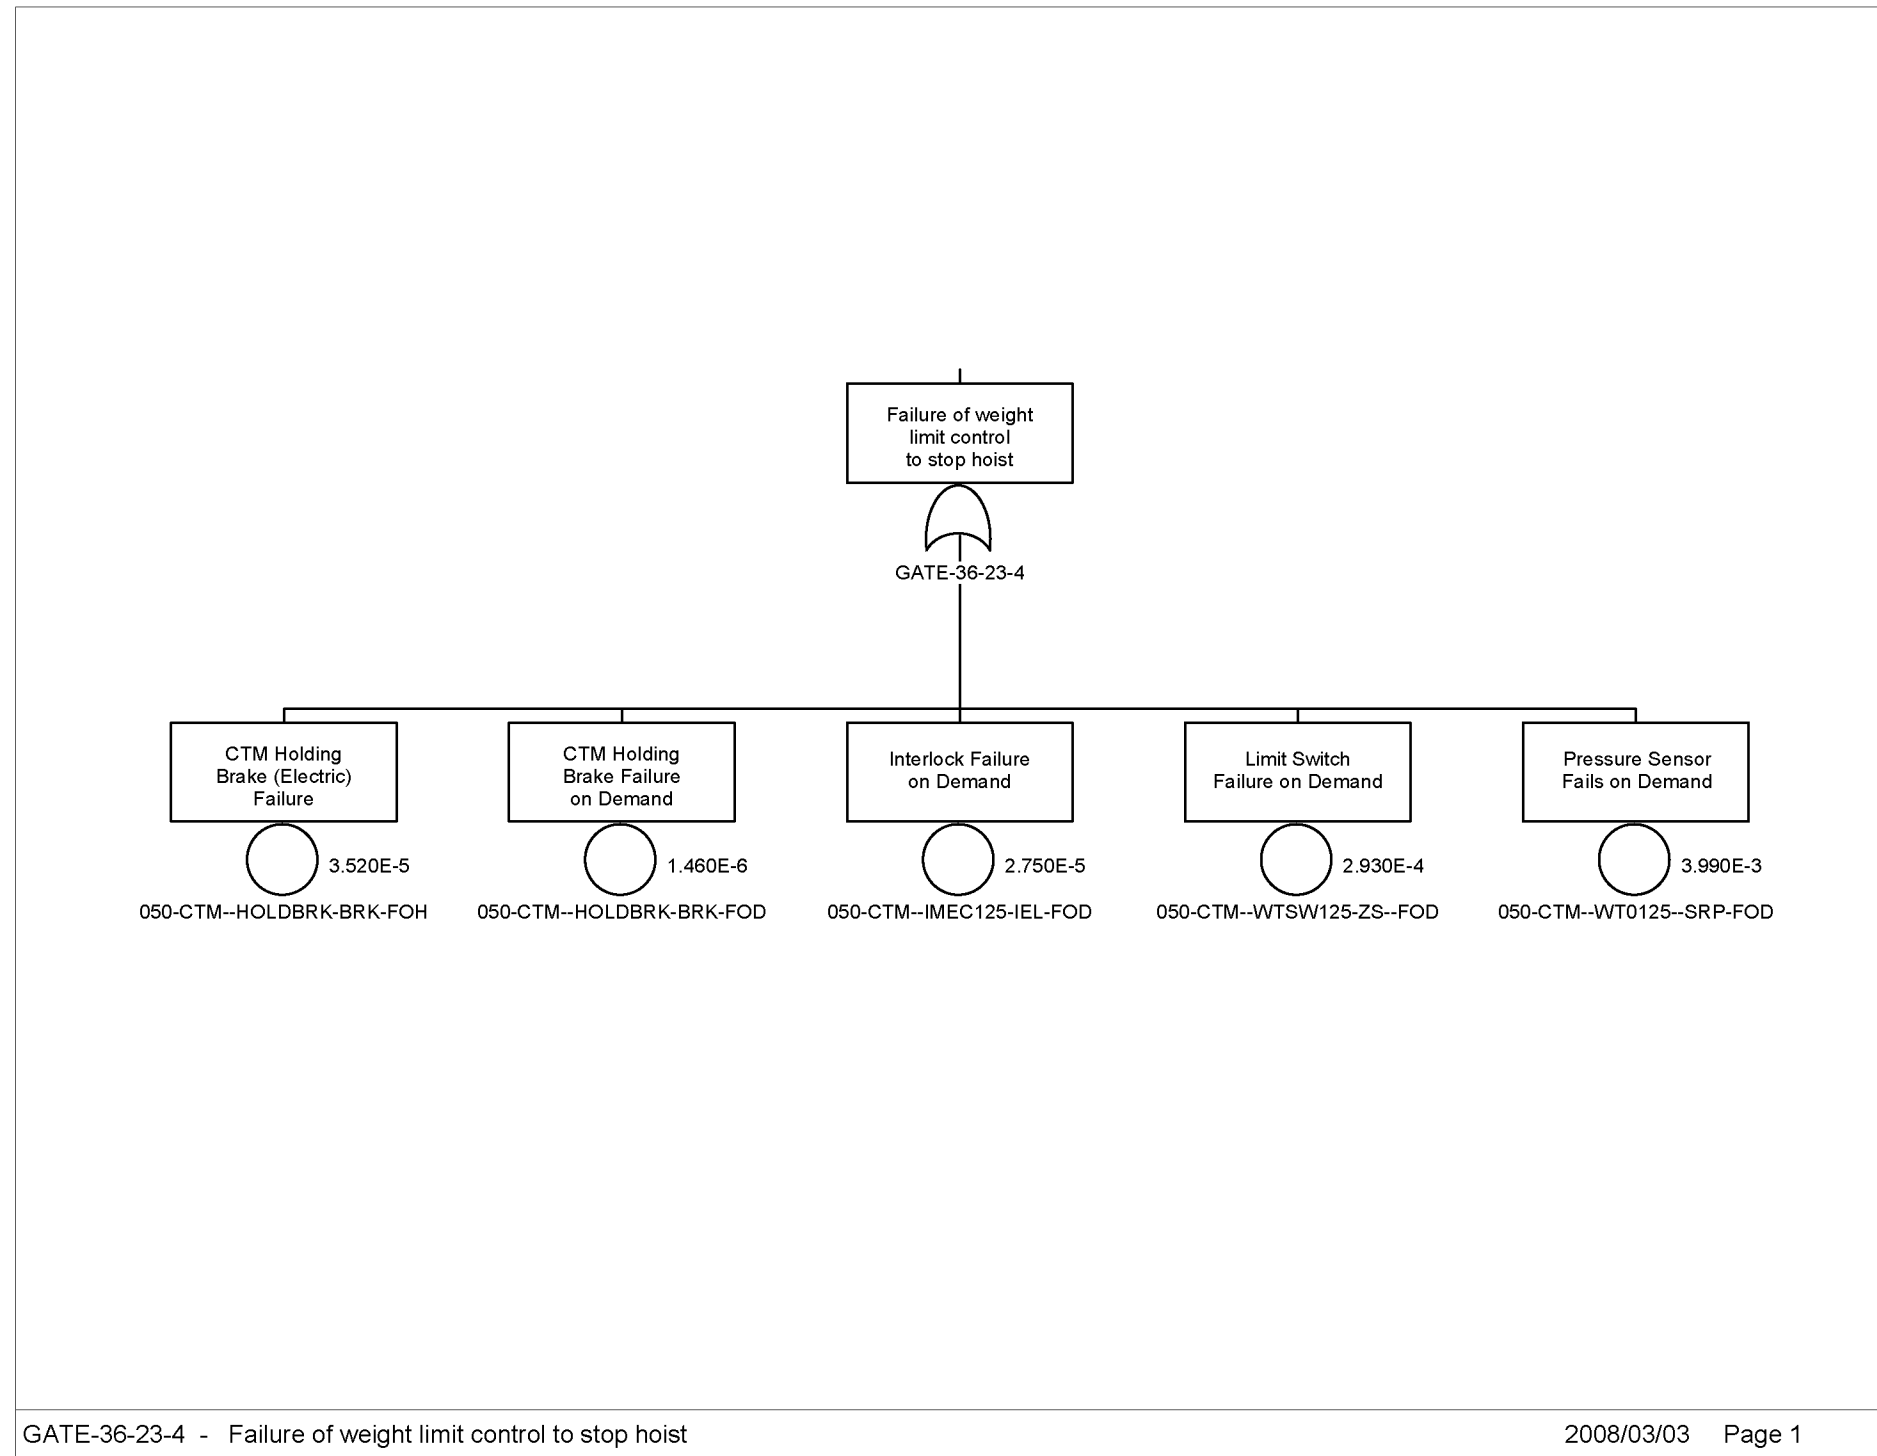 Failure of weight
limit control
to stop hoist
GATE-36-23-4
CTM Holding
Brake (Electric)
Failure
3.520E-5
050-CTM--HOLDBRK-BRK-FOH
CTM Holding
Brake Failure
on Demand
1.460E-6
050-CTM--HOLDBRK-BRK-FOD
Interlock Failure
on Demand
2.750E-5
050-CTM--IMEC125-IEL-FOD
Limit Switch
Failure on Demand
2.930E-4
050-CTM--WTSW125-ZS--FOD
Pressure Sensor
Fails on Demand
3.990E-3
050-CTM--WT0125--SRP-FOD
GATE-36-23-4 - Failure of weight limit control to stop hoist
2008/03/03 Page 1